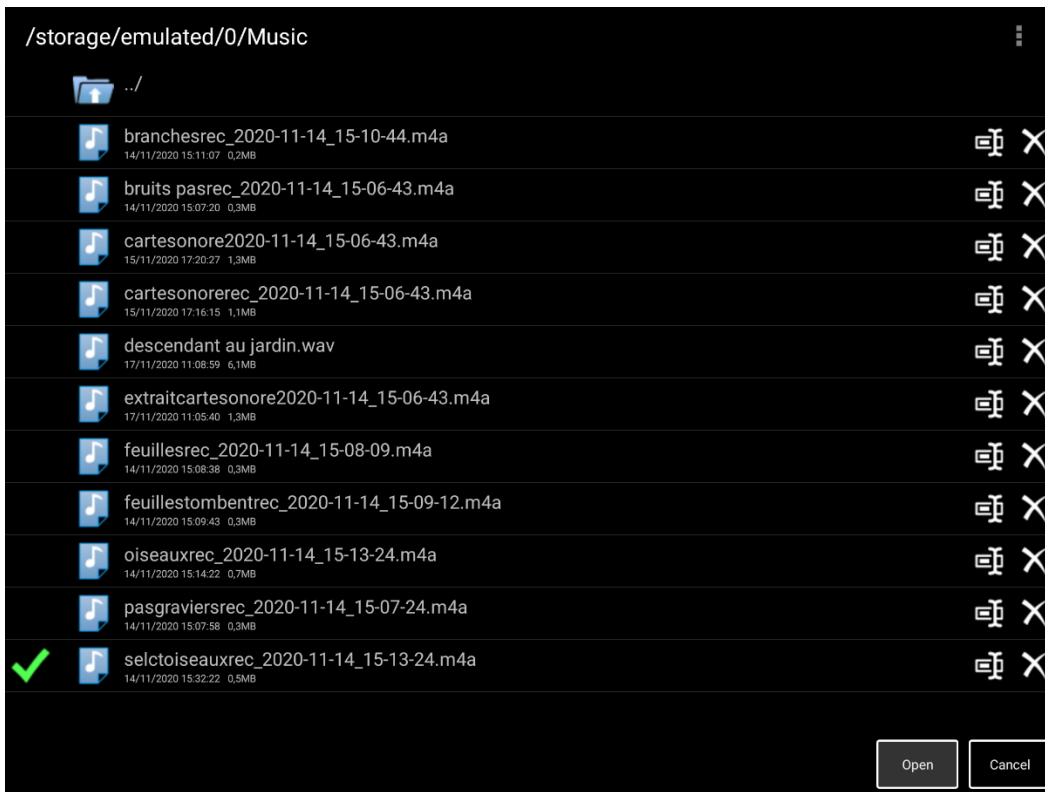 /storage/emulated/0/Music
../
branchesrec_2020-11-14_15-10-44.m4a
14/11/2020 15:11:07 0,2MB
bruits pasrec_2020-11-14_15-06-43.m4a
14/11/2020 15:07:20 0,3MB
cartesonore2020-11-14_15-06-43.m4a
15/11/2020 17:20:27 1,3MB
cartesonorerec_2020-11-14_15-06-43.m4a
15/11/2020 17:16:15 1,1MB
descendant au jardin.wav
17/11/2020 11:08:59 6,1MB
extraitcartesonore2020-11-14_15-06-43.m4a
17/11/2020 11:05:40 1,3MB
feuillesrec_2020-11-14_15-08-09.m4a
14/11/2020 15:08:38 0,3MB
feuillestombentrec_2020-11-14_15-09-12.m4a
14/11/2020 15:09:43 0,3MB
oiseauxrec_2020-11-14_15-13-24.m4a
14/11/2020 15:14:22 0,7MB
pasgraviersrec_2020-11-14_15-07-24.m4a
14/11/2020 15:07:58 0,3MB
selctoiseauxrec_2020-11-14_15-13-24.m4a
14/11/2020 15:32:22 0,5MB
Open Cancel